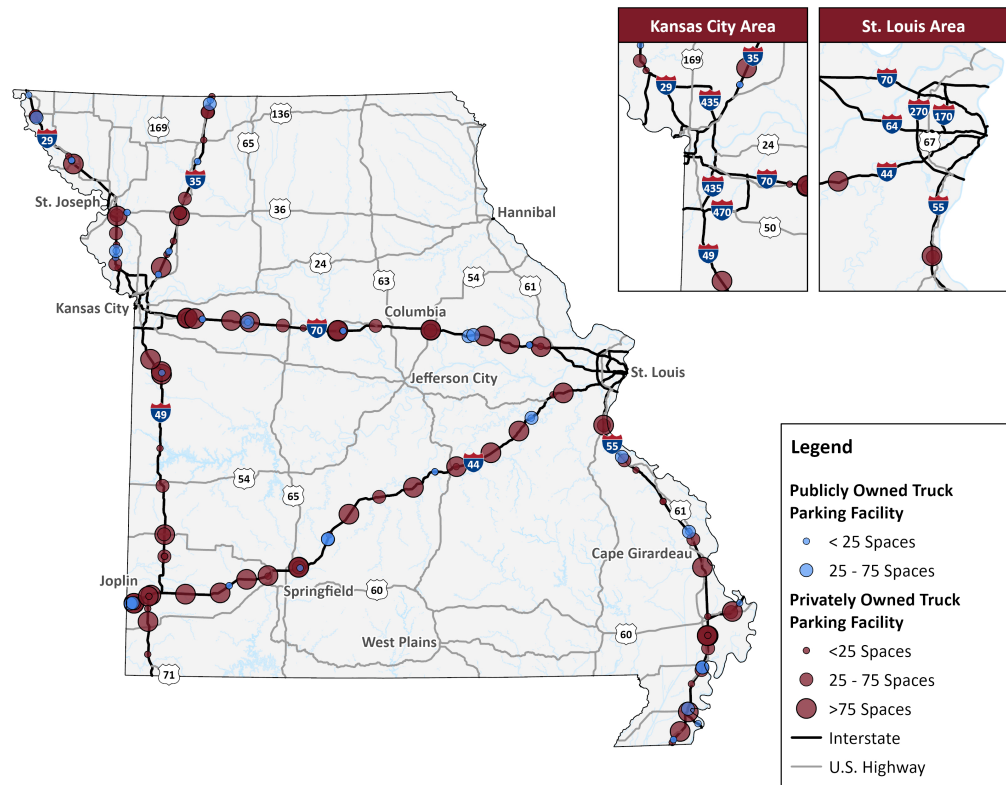 Kansas City Area
St. Louis Area
35
169
29
435
24
70
435
470
50
49
70
270
170
64
67
44
55
29
169
136
65
35
St. Joseph
36
Hannibal
24
63
54
61
Kansas City
Columbia
70
Jefferson City
St. Louis
49
44
55
54
65
61
Cape Girardeau
Joplin
Springfield
60
West Plains
60
71
Legend
Publicly Owned Truck
Parking Facility
< 25 Spaces
25 - 75 Spaces
Privately Owned Truck
Parking Facility
<25 Spaces
25 - 75 Spaces
>75 Spaces
Interstate
U.S. Highway